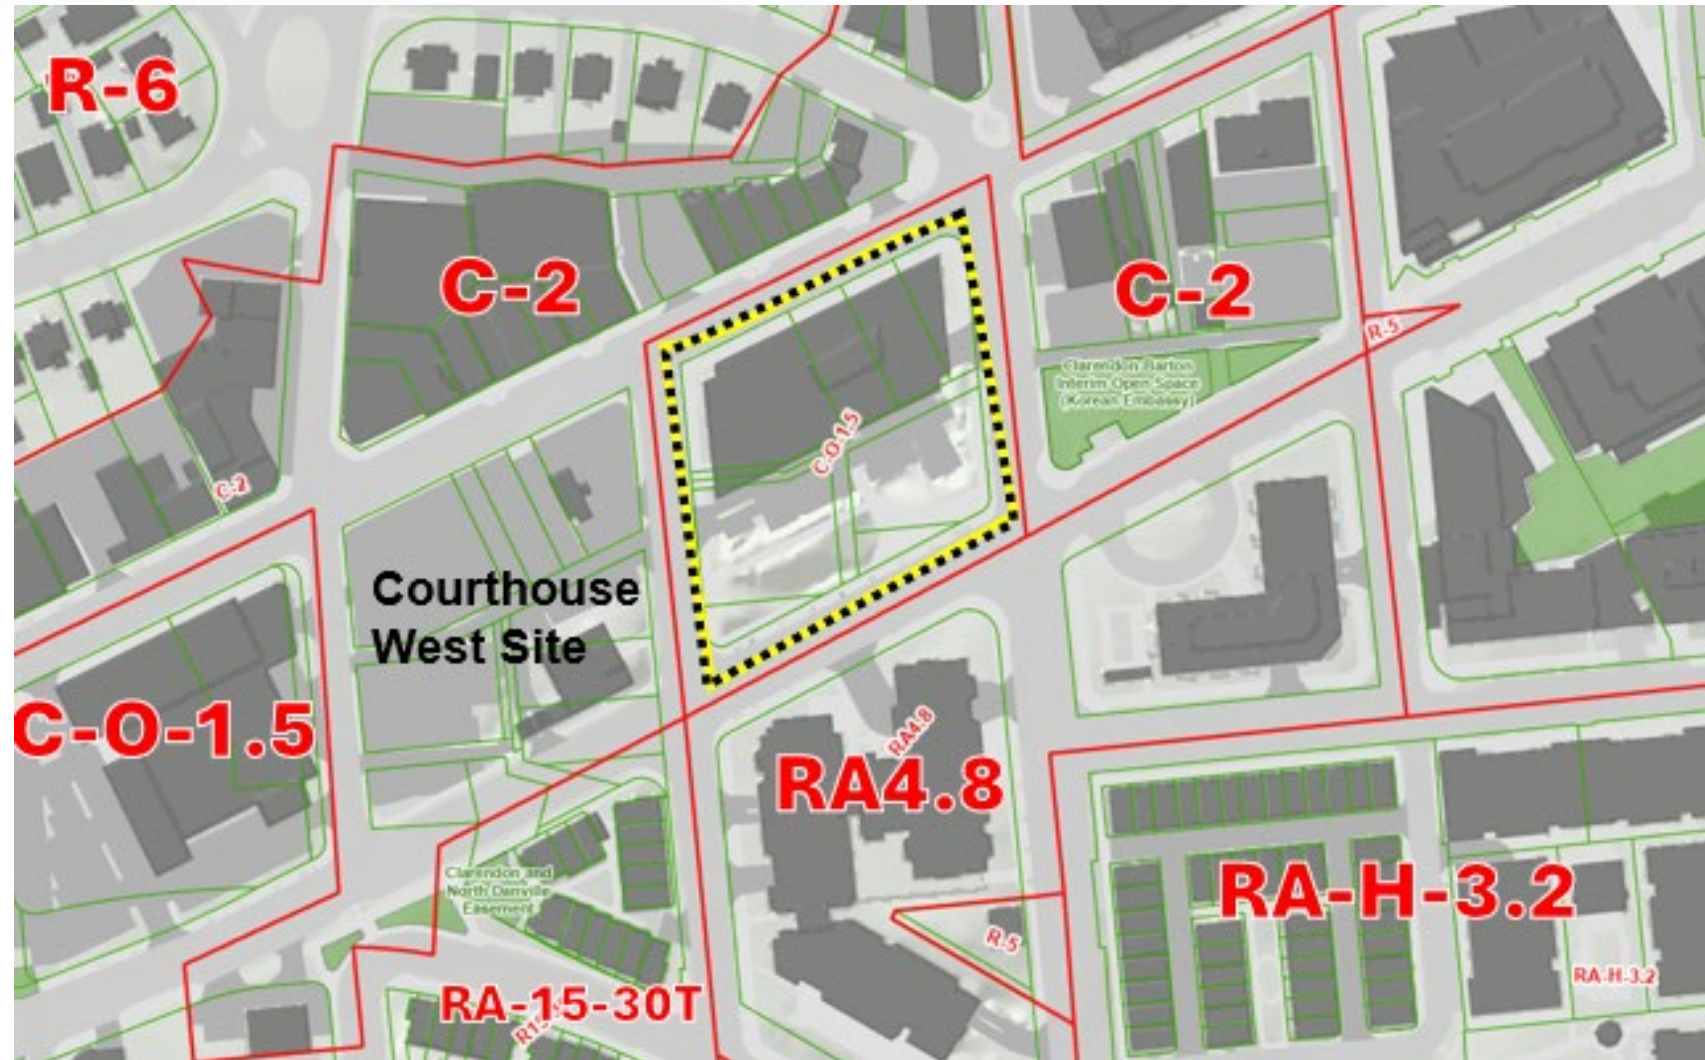 R-6
C-2
C-2
R-5
Clarendon Barton
Interim Open Space
(Korean Embassy)
C-O-1.5
C-2
Courthouse
West Site
C-O-1.5
RA4.8
RA4.8
Clarendon and
North Danville
Easement
RA-H-3.2
R-5
RA-H-3.2
RA-15-30T